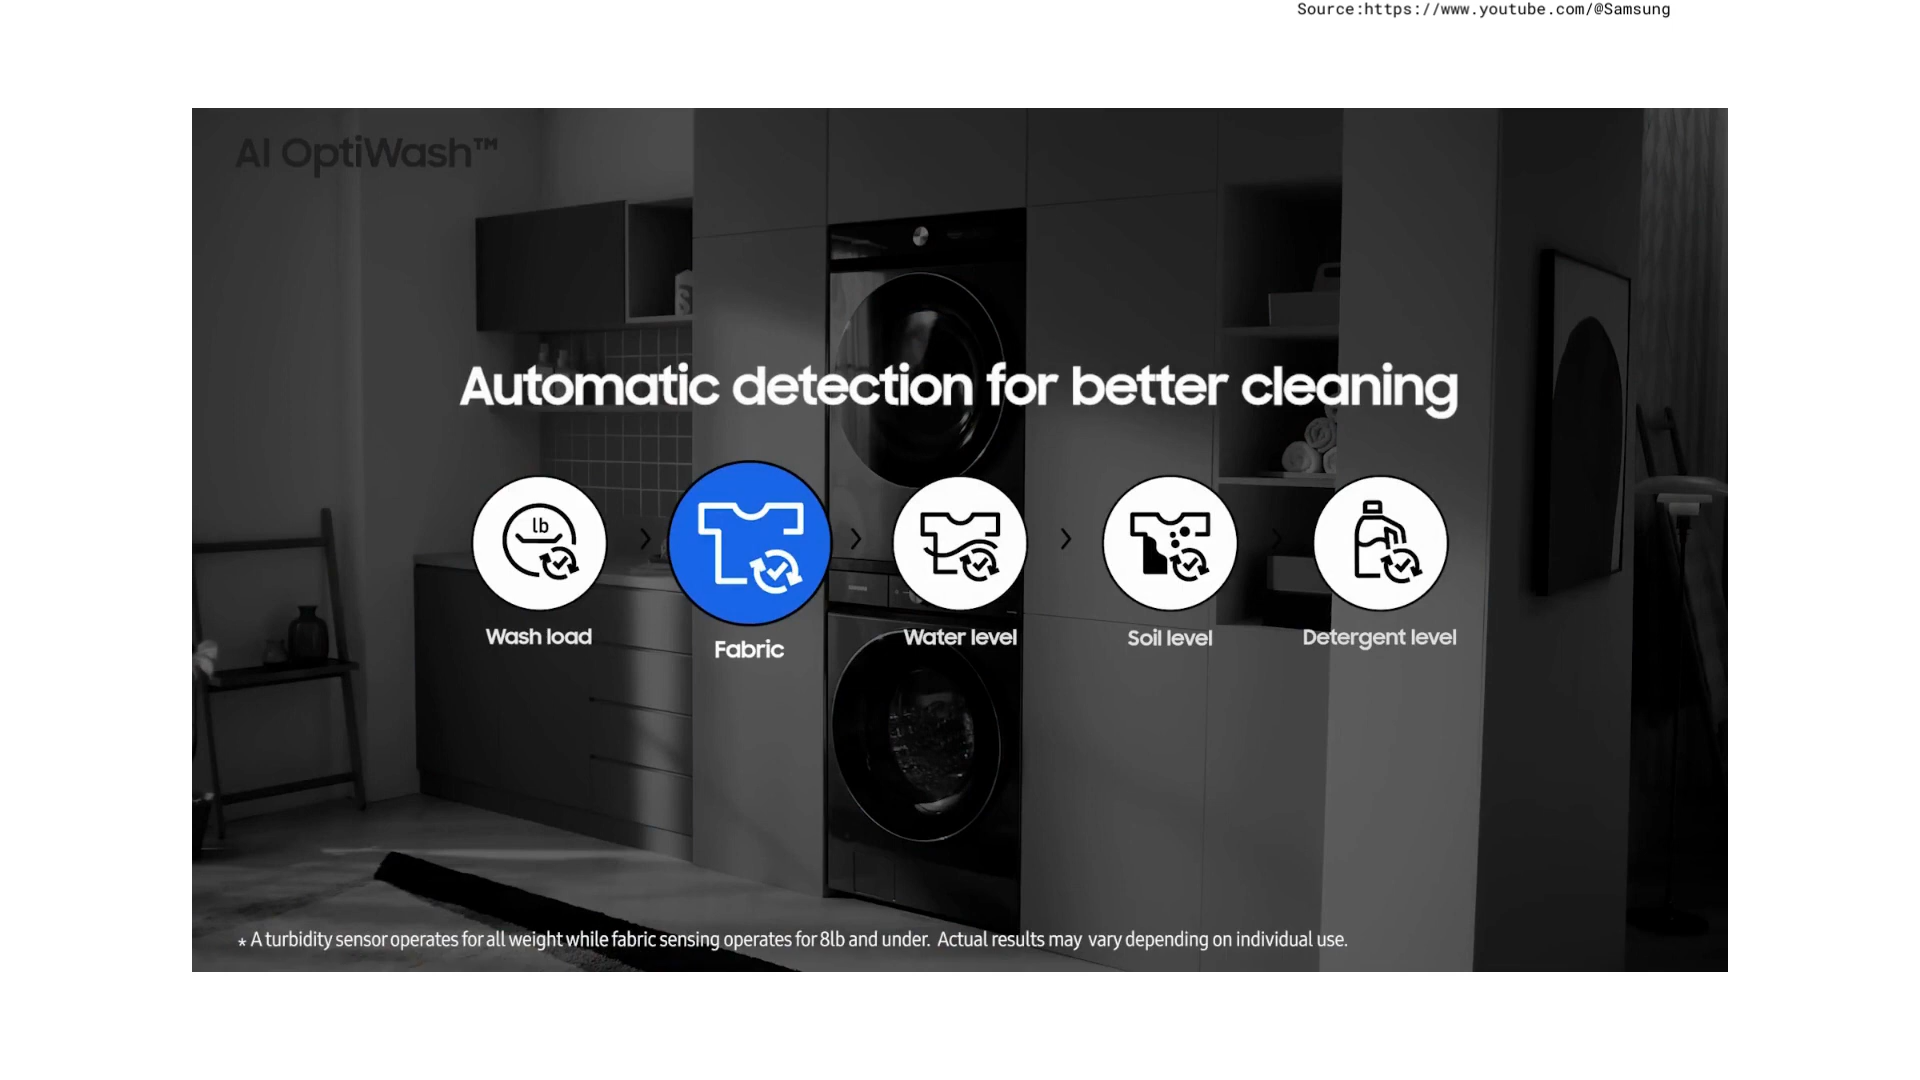 Source:https://www.youtube.com/@Samsung
AI OptiWash™
Automatic detection for better cleaning
lb
Wash load
Fabric
Water level
Soil level
Detergent level
* A turbidity sensor operates for all weight while fabric sensing operates for 8lb and under. Actual results may vary depending on individual use.